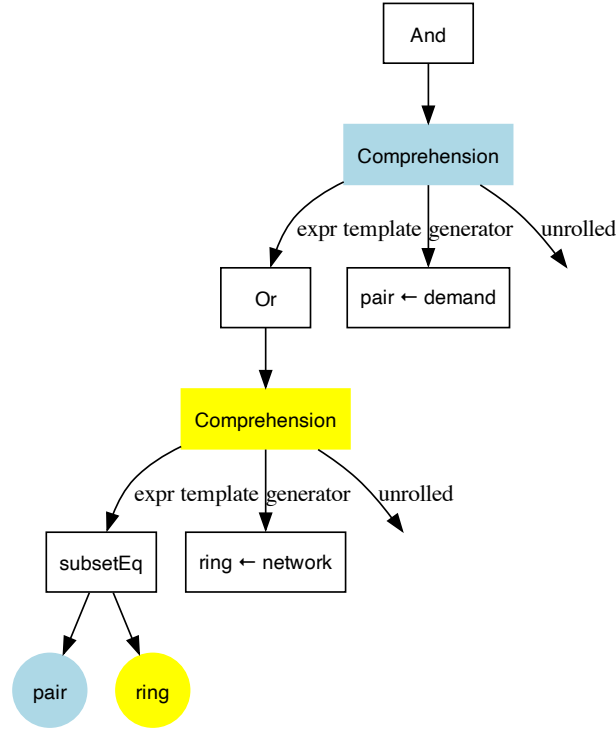 And
Comprehension
expr template
generator
unrolled
Or
pair ← demand
Comprehension
expr template
generator
unrolled
subsetEq
ring ← network
pair
ring